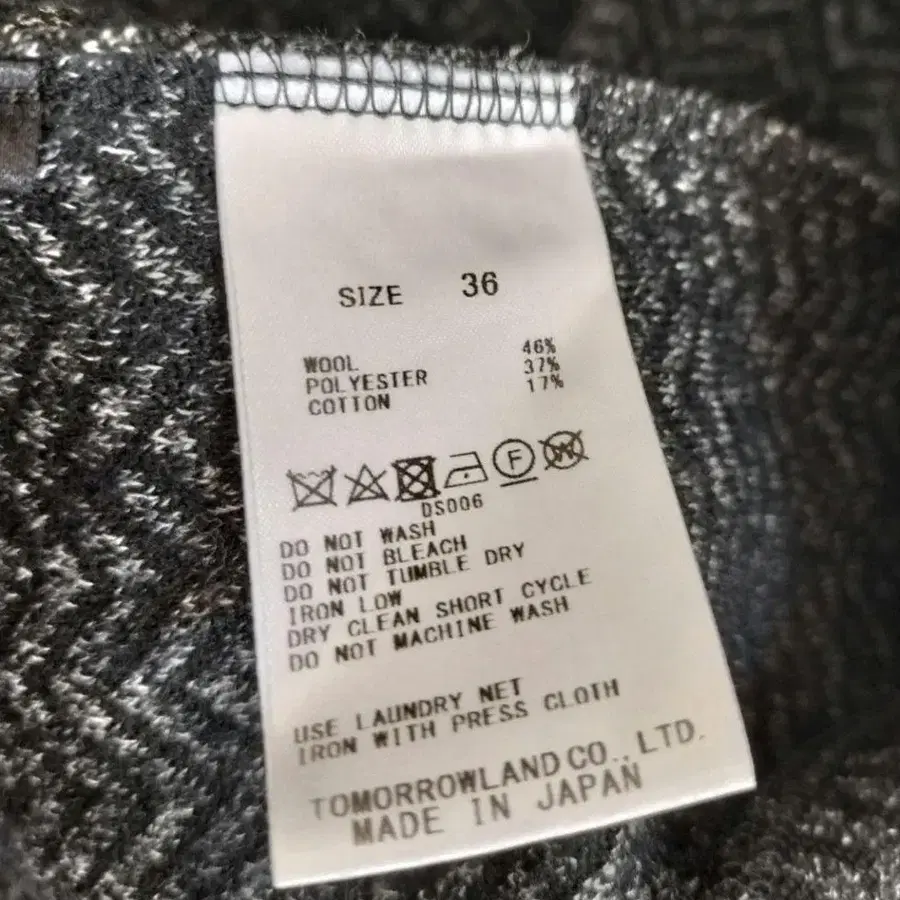 SIZE 36
WOOL 46%
POLYESTER 37%
COTTON 17%
F W
DS006
DO NOT WASH
DO NOT BLEACH
DO NOT TUMBLE DRY
IRON LOW
DRY CLEAN SHORT CYCLE
DO NOT MACHINE WASH
USE LAUNDRY NET
IRON WITH PRESS CLOTH
TOMORROWLAND CO., LTD.
MADE IN JAPAN